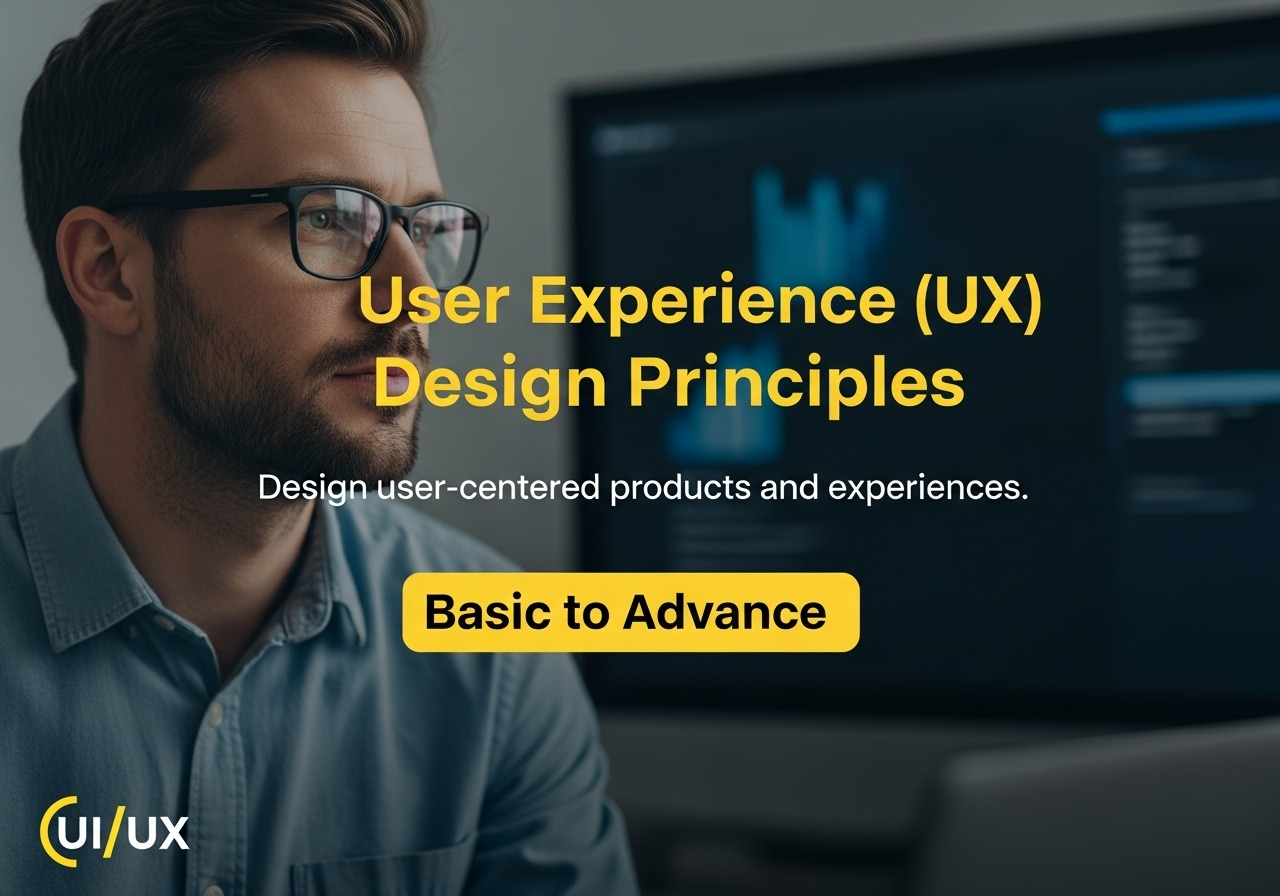 User Experience (UX)
Design Principles
Design user-centered products and experiences.
Basic to Advance
UI/UX